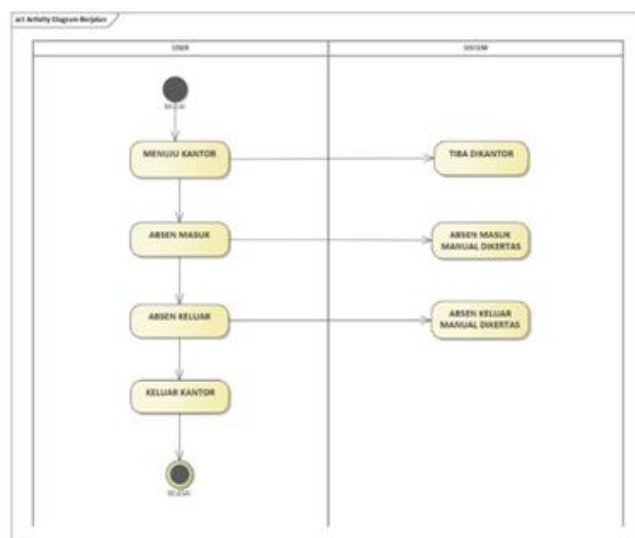 act Activity Diagram Berjalan
USER
SISTEM
MULAI
MENUJU KANTOR
TIBA DIKANTOR
ABSEN MASUK
ABSEN MASUK
MANUAL DIKERTAS
ABSEN KELUAR
ABSEN KELUAR
MANUAL DIKERTAS
KELUAR KANTOR
SELESAI